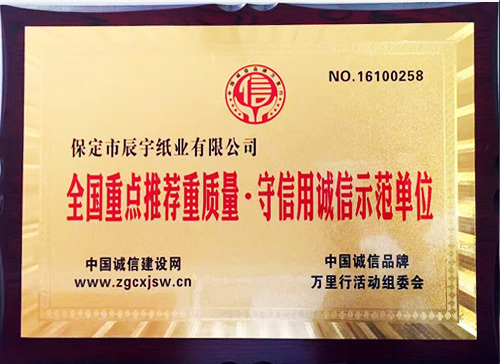 NO.16100258
信
保定市辰宇纸业有限公司
全国重点推荐重质量·守信用诚信示范单位
中国诚信建设网
www.zgcxjsw.cn
中国诚信品牌
万里行活动组委会